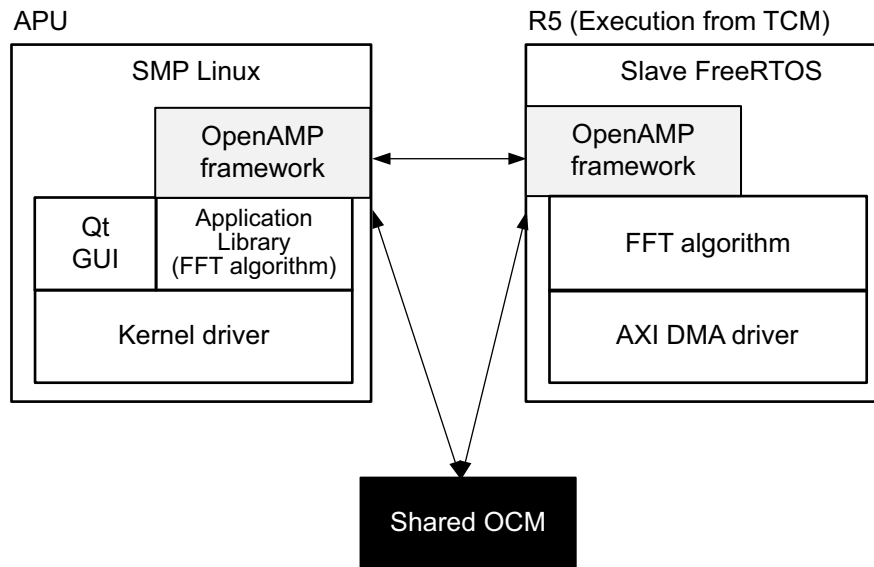 APU
R5 (Execution from TCM)
SMP Linux
Slave FreeRTOS
OpenAMP
framework
OpenAMP
framework
Qt
GUI
Application
Library
(FFT algorithm)
FFT algorithm
Kernel driver
AXI DMA driver
Shared OCM